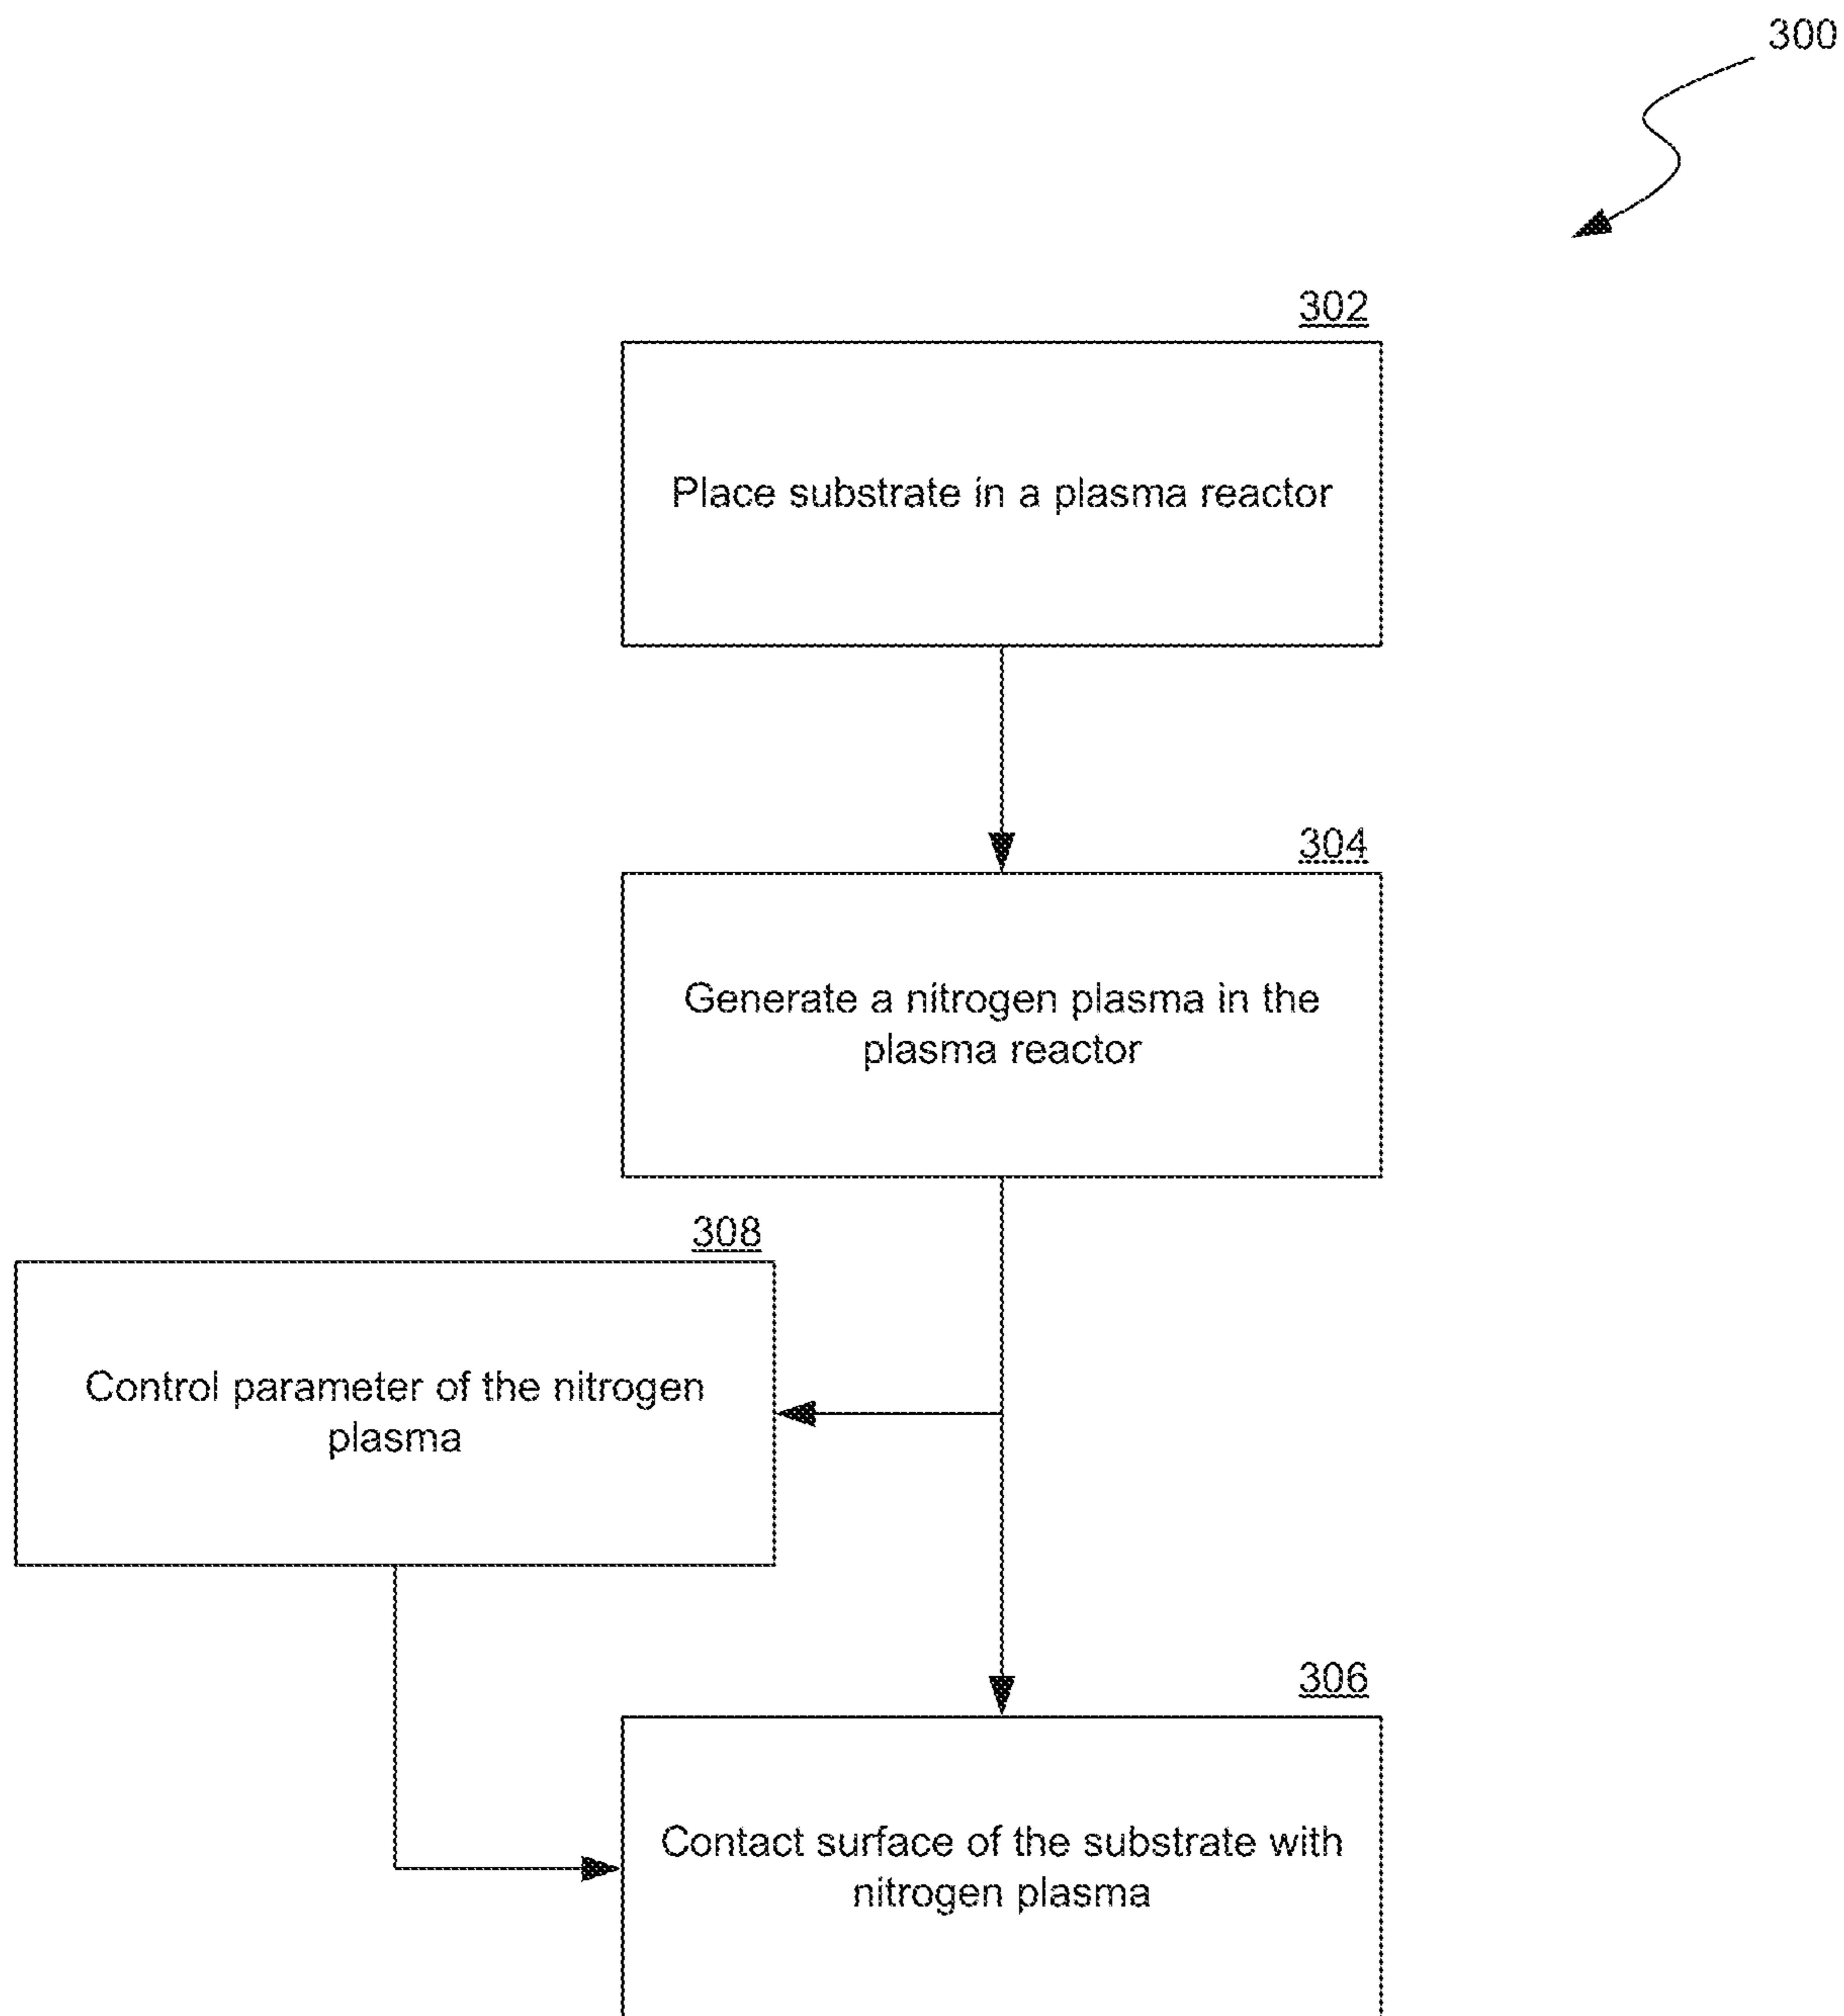 300
302
Place substrate in a plasma reactor
304
Generate a nitrogen plasma in the
plasma reactor
308
Control parameter of the nitrogen
plasma
306
Contact surface of the substrate with
nitrogen plasma